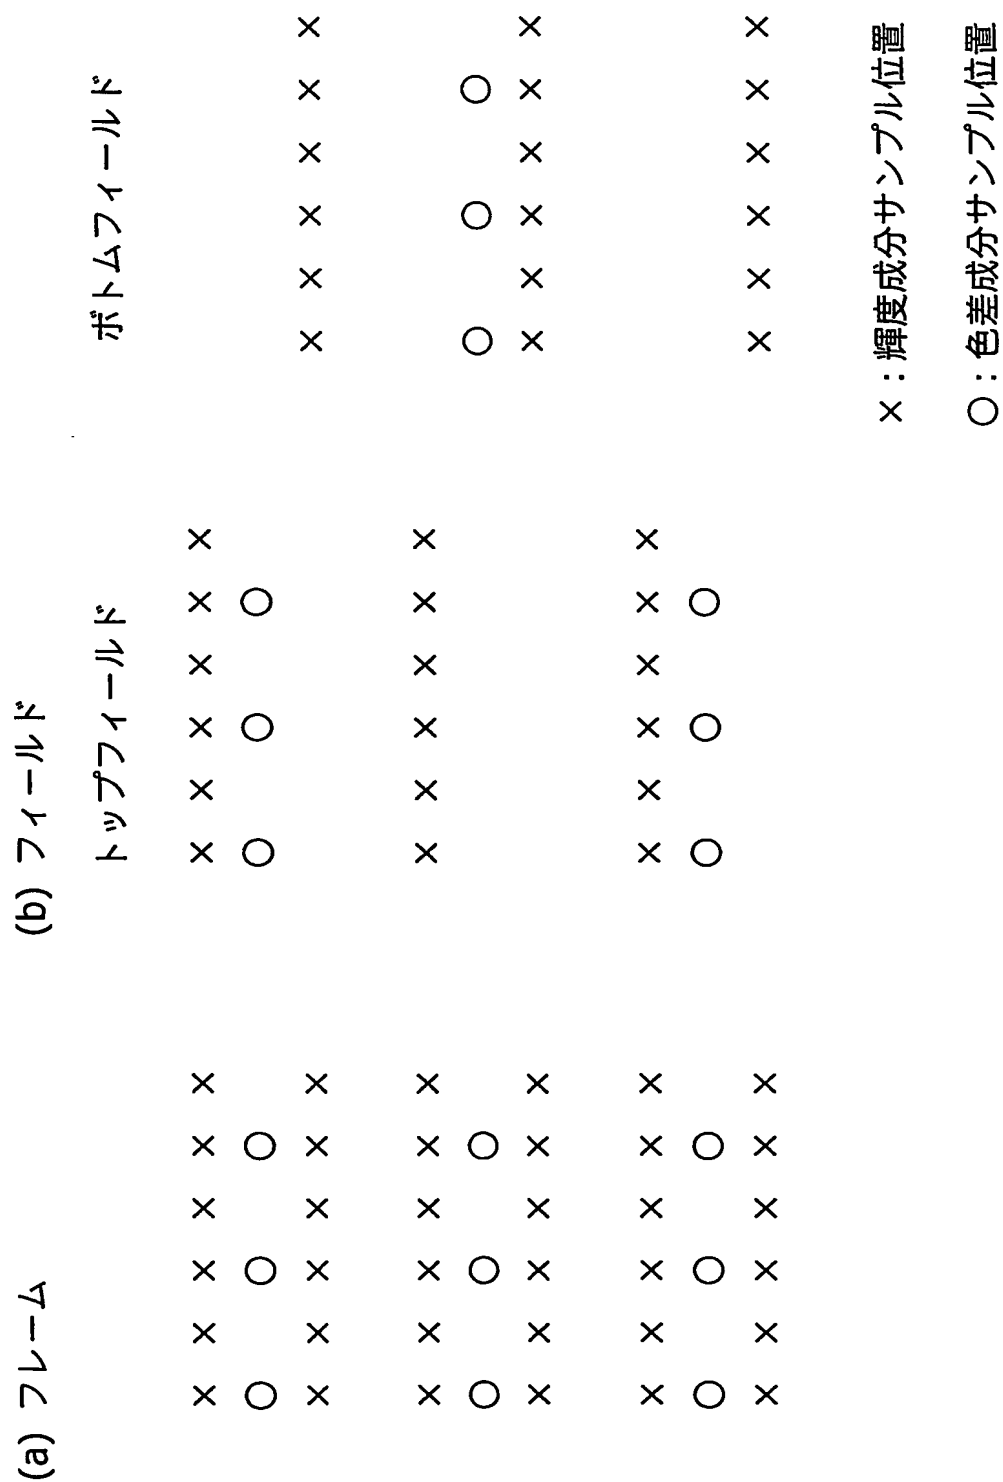 (a) フレーム
(b) フィールド
トップフィールド
ボトムフィールド
×：輝度成分サンプル位置
○：色差成分サンプル位置